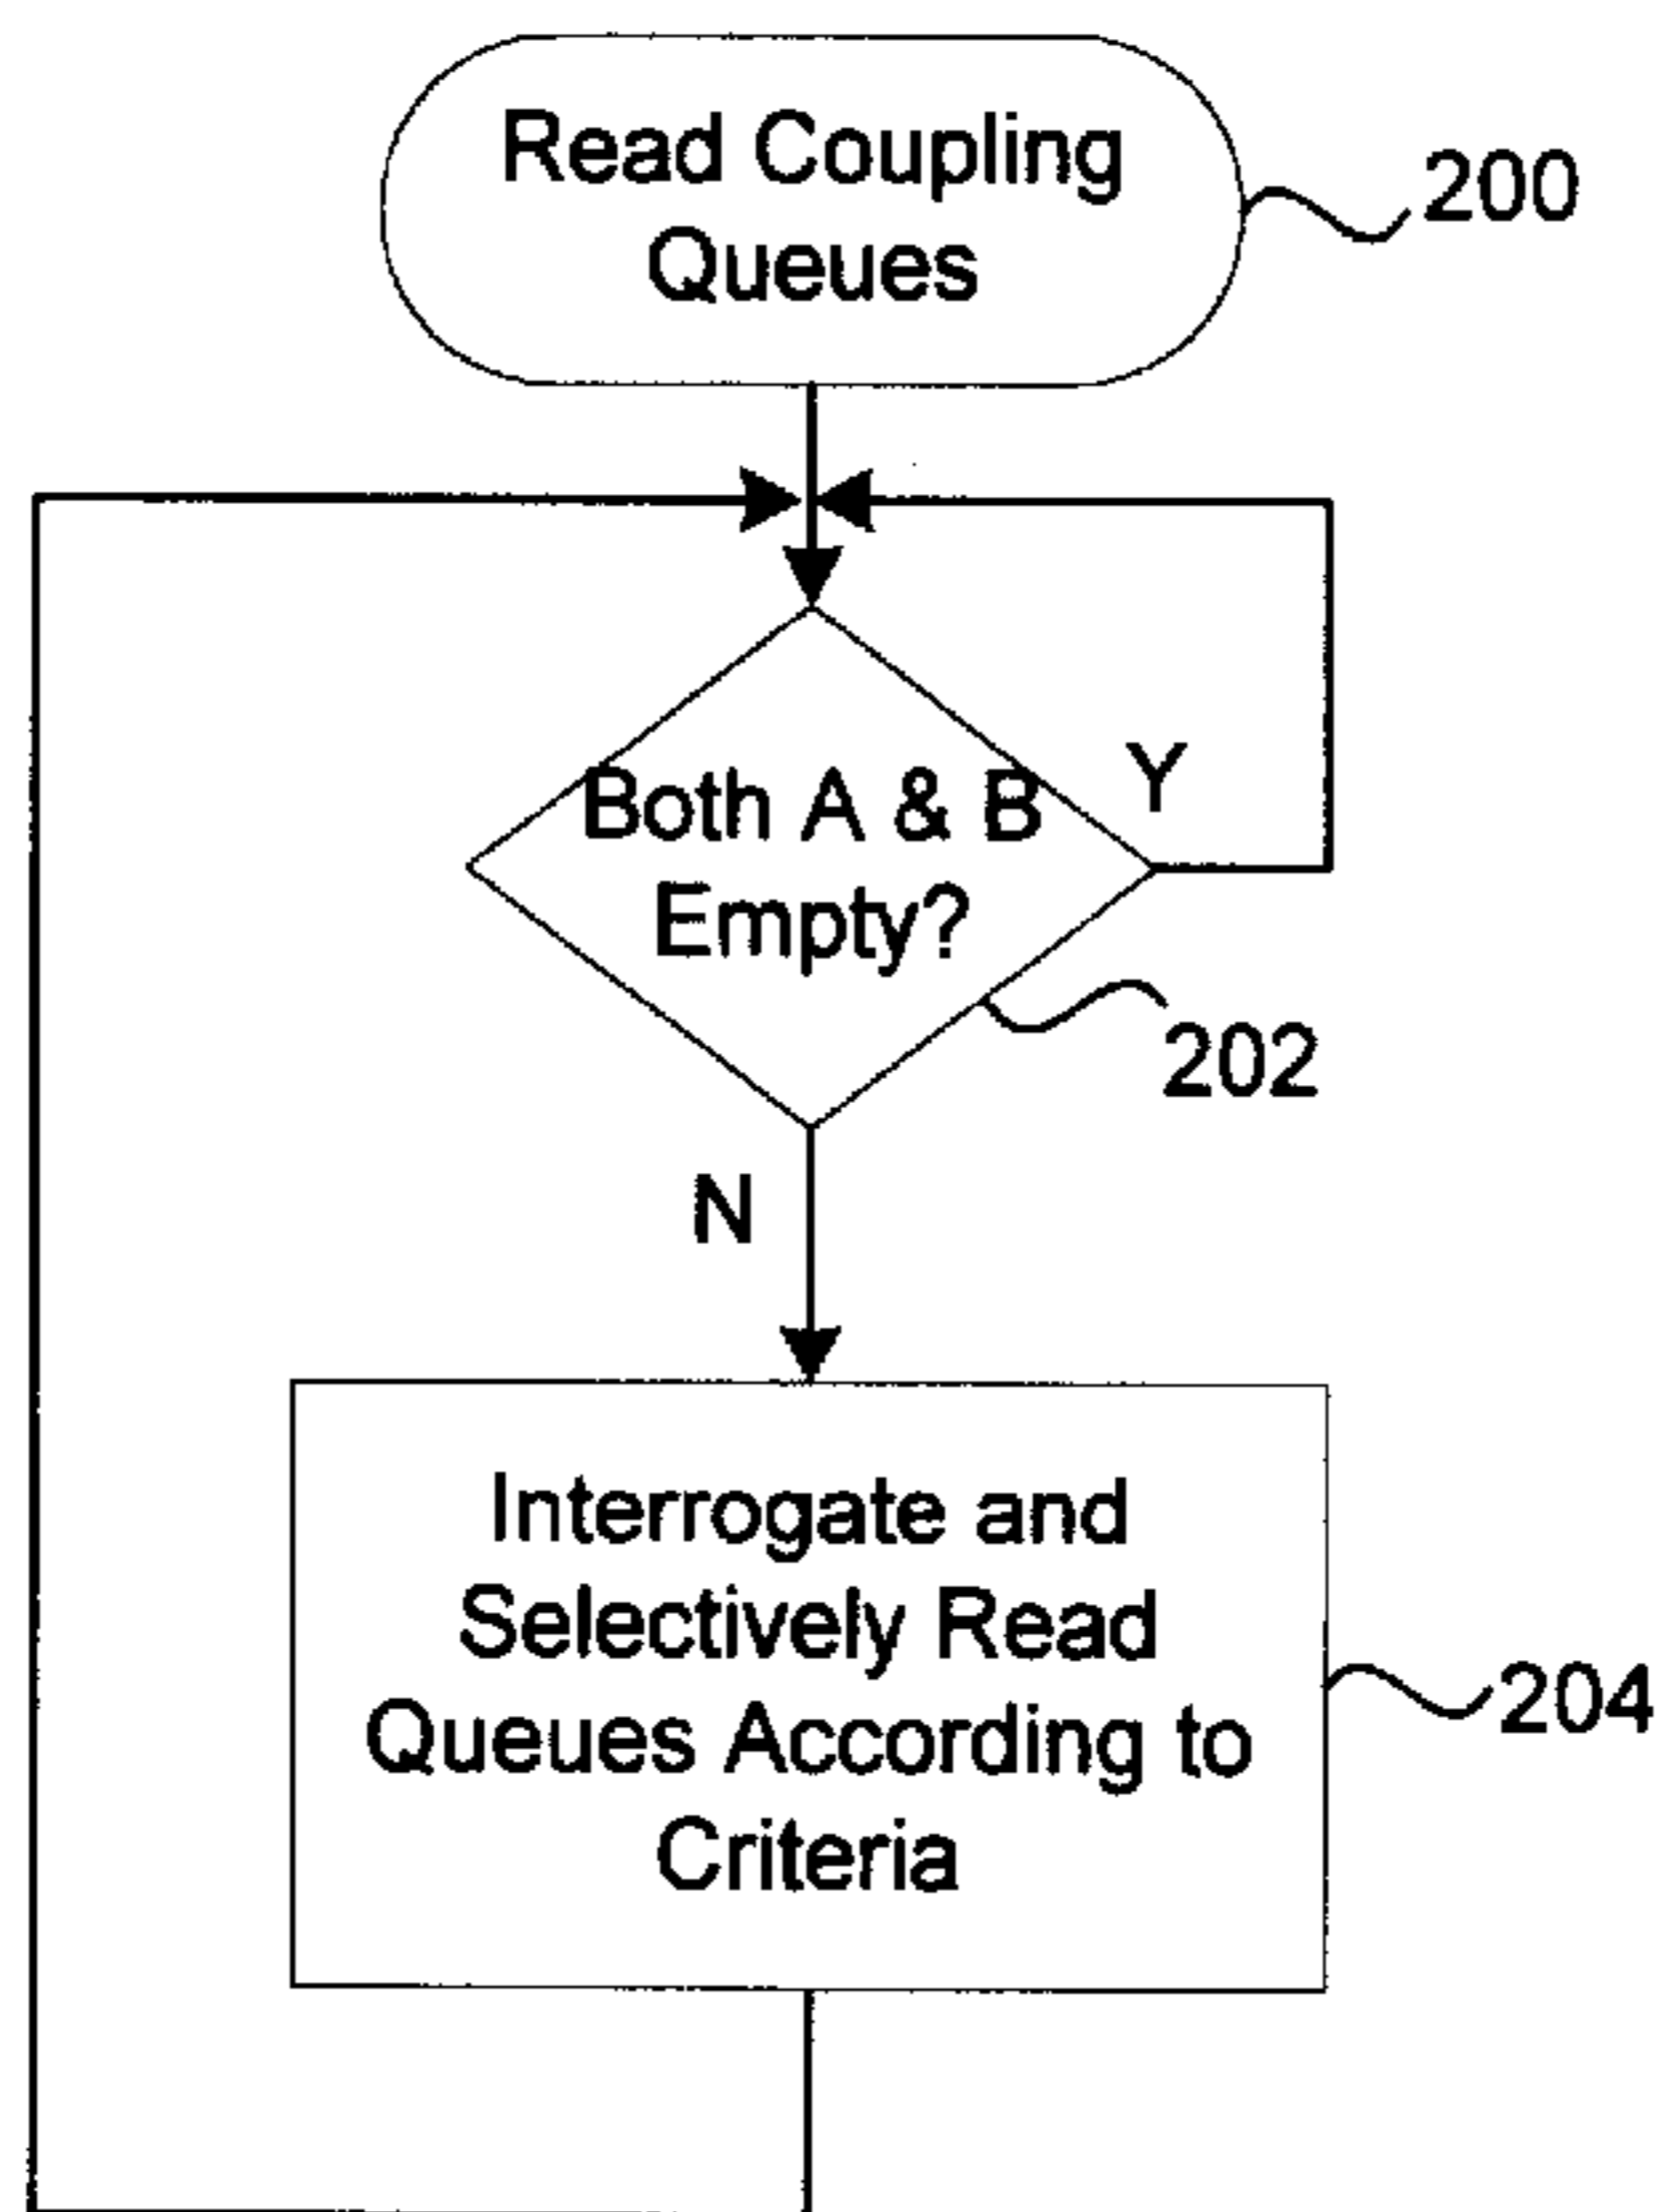 Read Coupling
Queues
200
Both A & B
Empty?
Y
202
N
Interrogate and
Selectively Read
Queues According to
Criteria
204